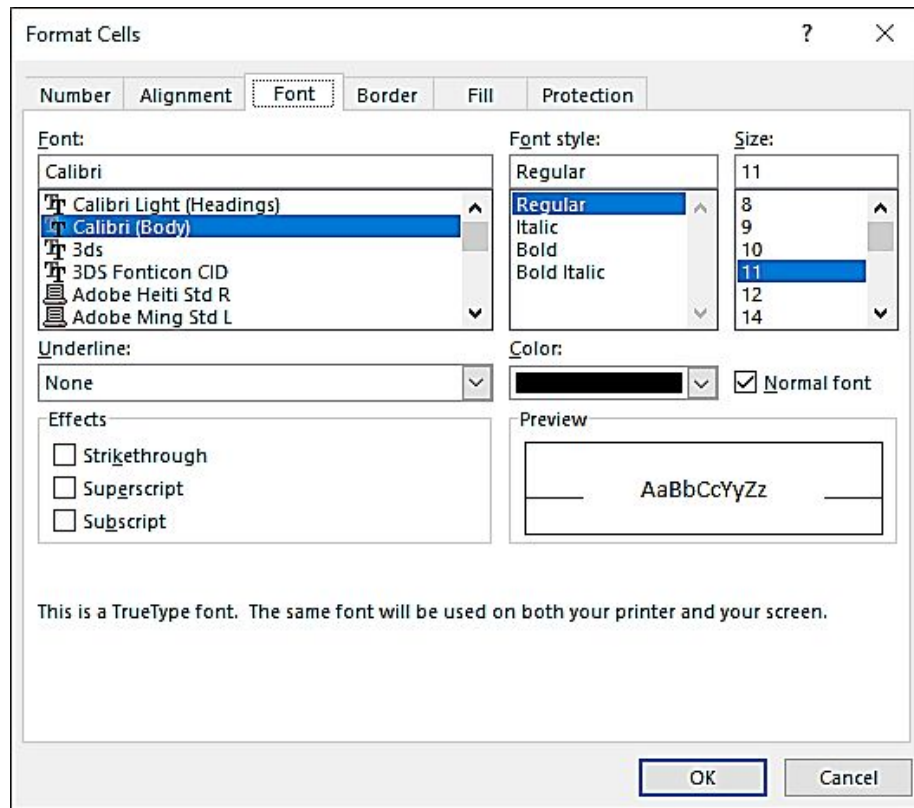 Format Cells ? ×
Number Alignment Font Border Fill Protection
Font: Font style: Size:
Calibri Regular 11
Calibri Light (Headings) Regular 8
Calibri (Body) Italic 9
3ds Bold 10
3DS Fonticon CID Bold Italic 11
Adobe Heiti Std R 12
Adobe Ming Std L 14
Underline: Color:
None Normal font
Effects Preview
Strikethrough
Superscript AaBbCcYyZz
Subscript
This is a TrueType font. The same font will be used on both your printer and your screen.
OK Cancel